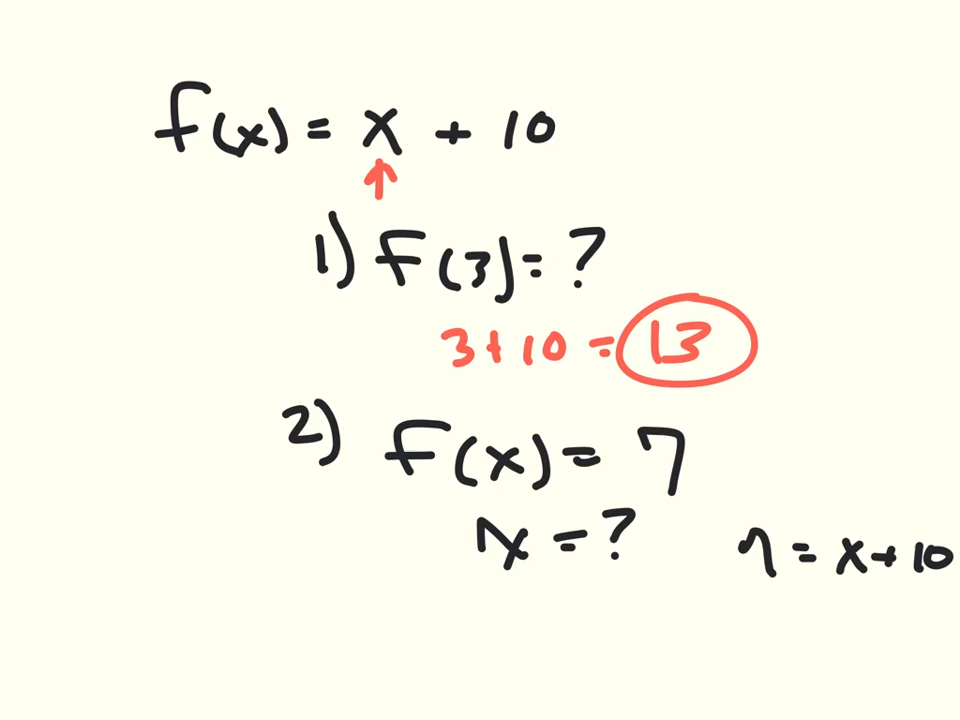 f(x) = x + 10
↑
1) f(3) = ?
3 + 10 = 13
2) f(x) = 7
x = ?
7 = x + 10